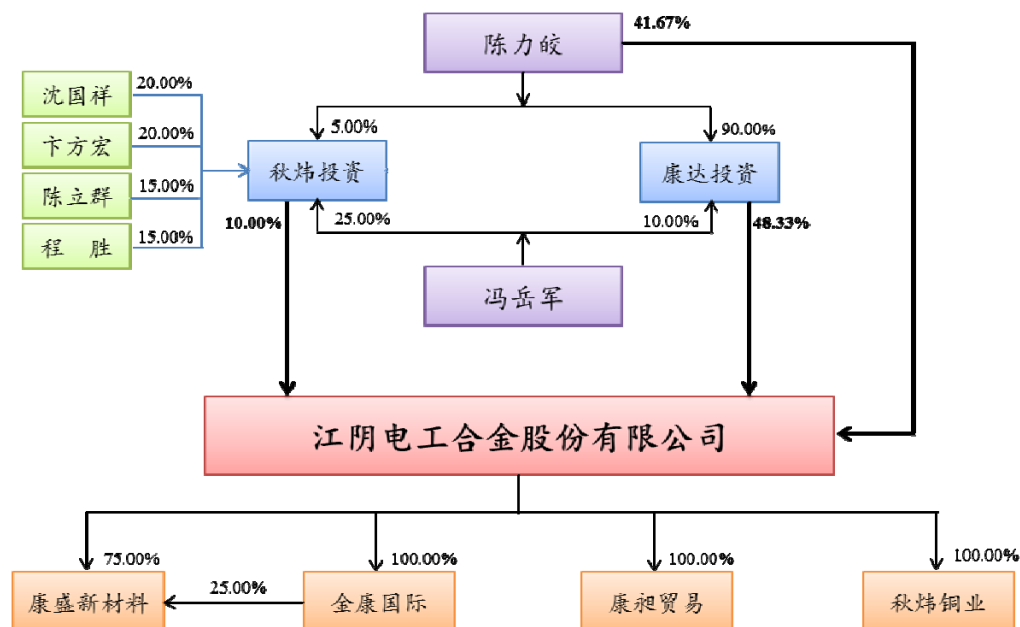 陈力皎
41.67%
沈国祥
20.00%
卞方宏
20.00%
陈立群
15.00%
程 胜
15.00%
5.00%
90.00%
秋炜投资
康达投资
10.00%
25.00%
10.00%
48.33%
冯岳军
江阴电工合金股份有限公司
75.00%
100.00%
100.00%
100.00%
康盛新材料
25.00%
金康国际
康昶贸易
秋炜铜业